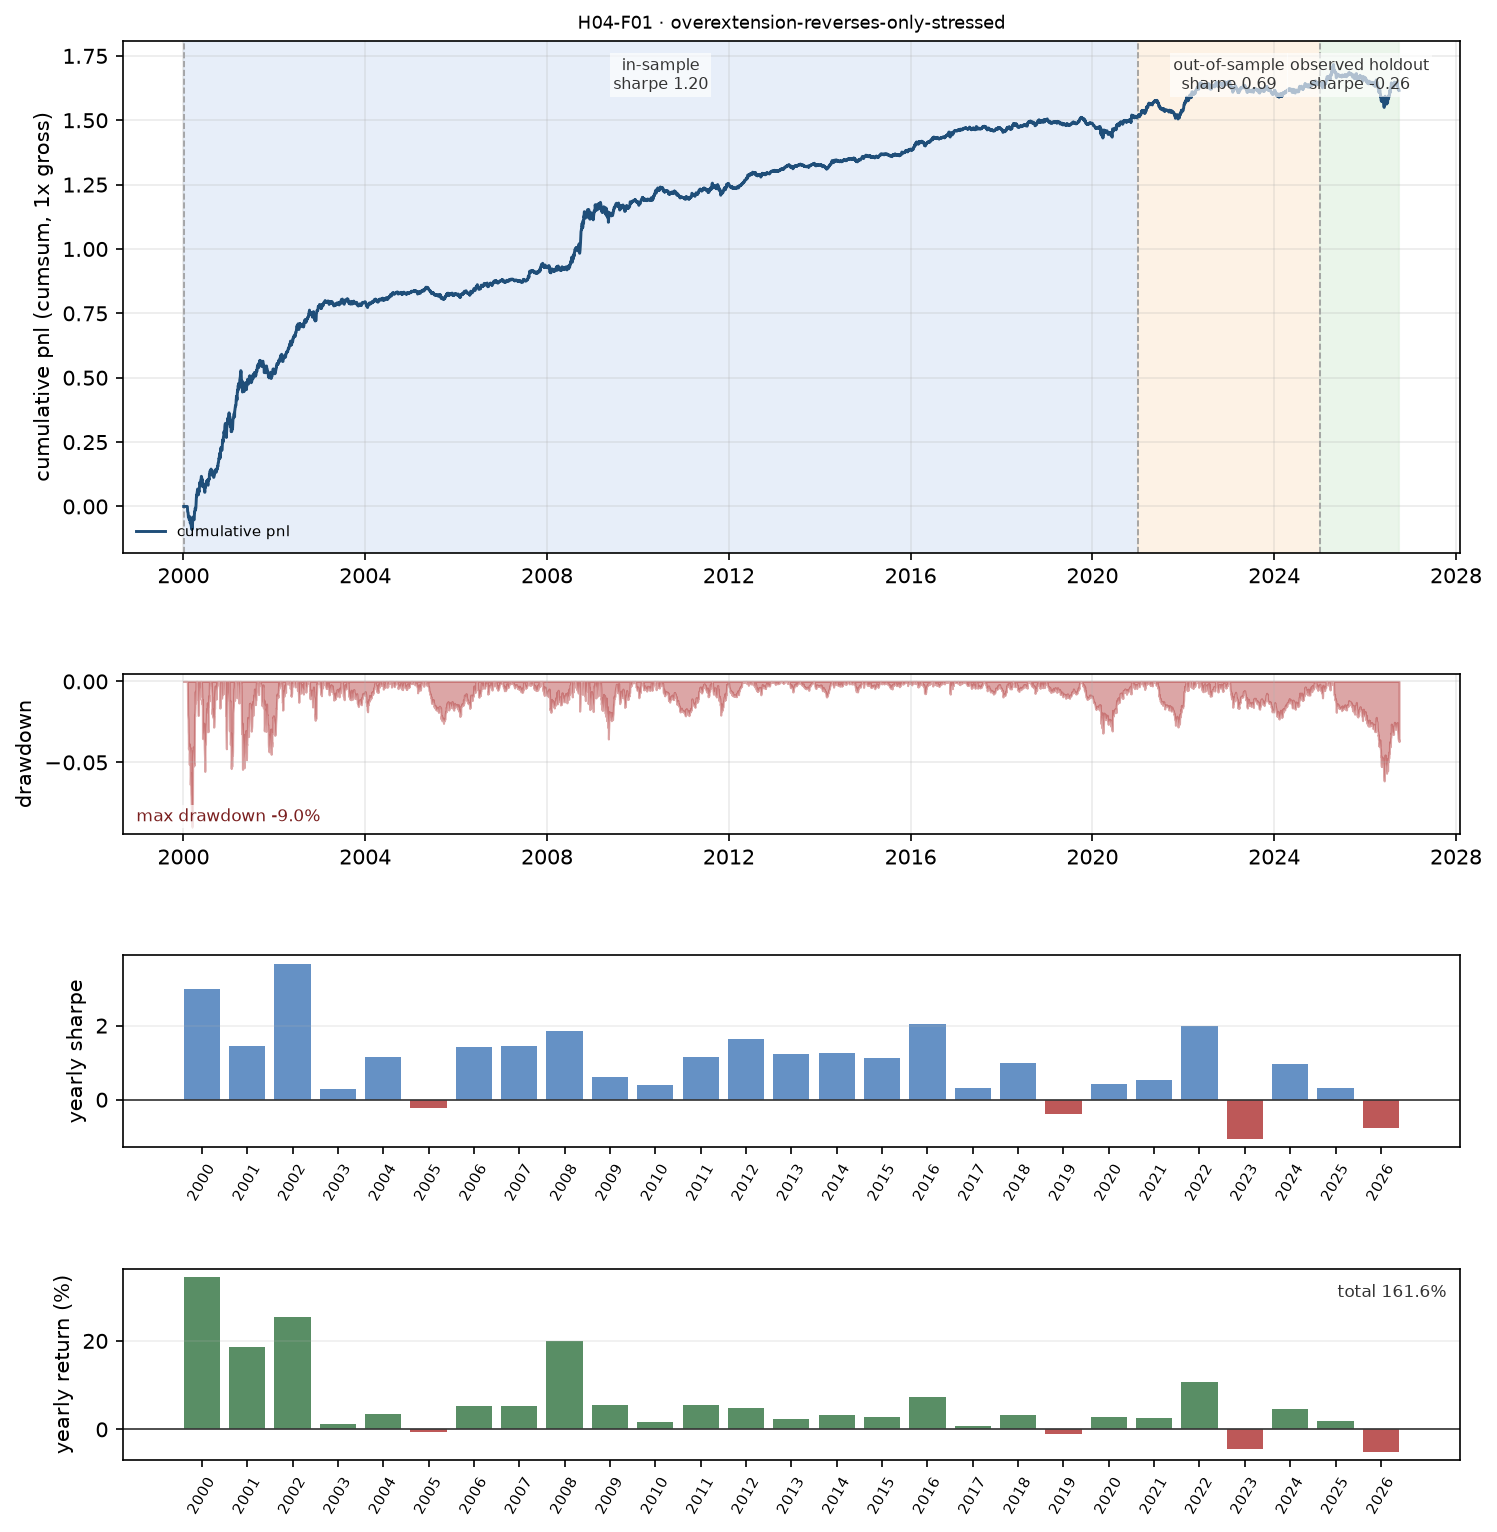 H04-F01 · overextension-reverses-only-stressed
cumulative pnl (cumsum, 1x gross)
1.75
1.50
1.25
1.00
0.75
0.50
0.25
0.00
in-sample
sharpe 1.20
out-of-sample
sharpe 0.69
observed holdout
sharpe -0.26
cumulative pnl
2000 2004 2008 2012 2016 2020 2024 2028
drawdown
0.00
−0.05
max drawdown -9.0%
2000 2004 2008 2012 2016 2020 2024 2028
yearly sharpe
2
0
2000 2001 2002 2003 2004 2005 2006 2007 2008 2009 2010 2011 2012 2013 2014 2015 2016 2017 2018 2019 2020 2021 2022 2023 2024 2025 2026
yearly return (%)
20
0
total 161.6%
2000 2001 2002 2003 2004 2005 2006 2007 2008 2009 2010 2011 2012 2013 2014 2015 2016 2017 2018 2019 2020 2021 2022 2023 2024 2025 2026